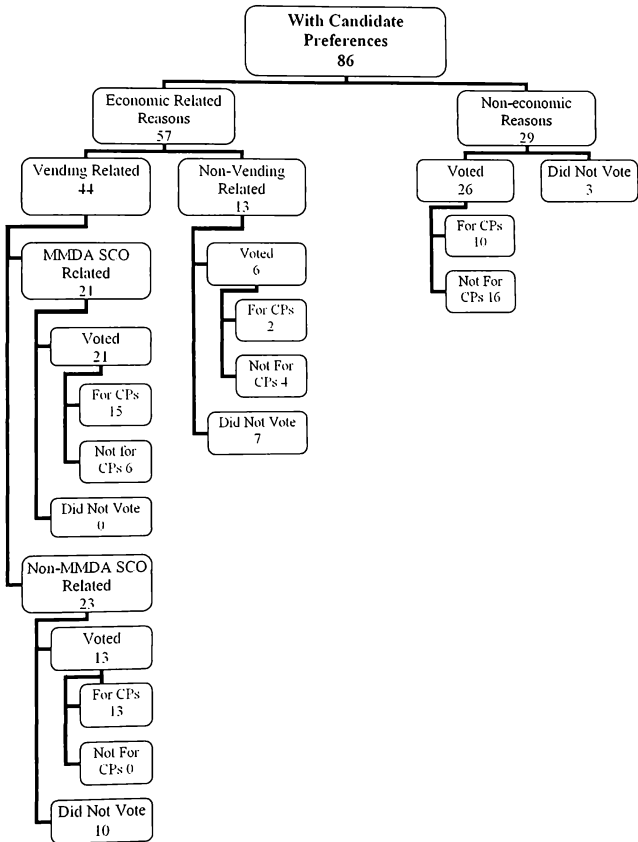 With Candidate
Preferences
86
Economic Related
Reasons
57
Non-economic
Reasons
29
Vending Related
44
Non-Vending
Related
13
Voted
26
Did Not Vote
3
For CPs
10
Not For
CPs 16
MMDA SCO
Related
21
Voted
21
For CPs
15
Not for
CPs 6
Did Not Vote
0
Voted
6
For CPs
2
Not For
CPs 4
Did Not Vote
7
Non-MMDA SCO
Related
23
Voted
13
For CPs
13
Not For
CPs 0
Did Not Vote
10